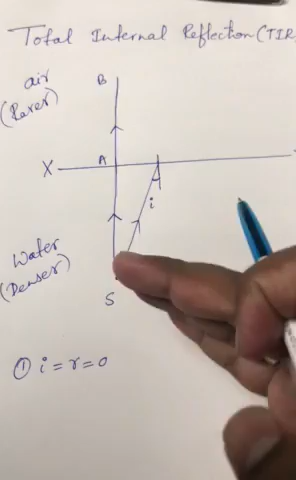 Total Internal Reflection (TIR
air
(Rarer)
B
X
A
i
Water
(Denser)
S
① i = r = 0